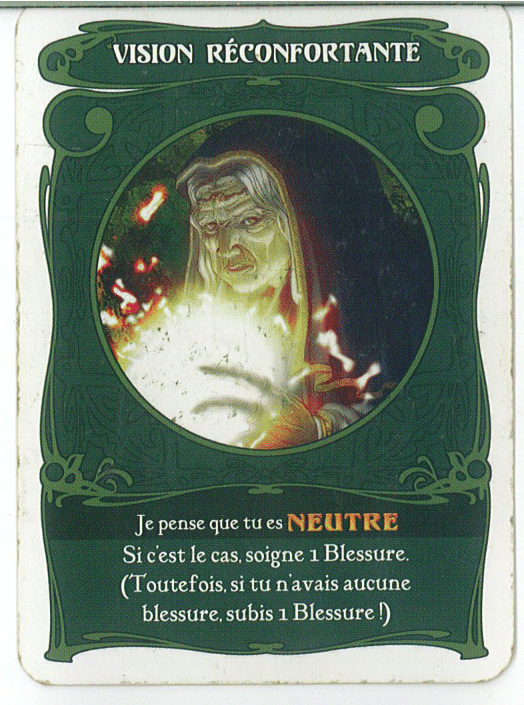 VISION RÉCONFORTANTE
Je pense que tu es NEUTRE
Si c'est le cas, soigne 1 Blessure.
(Toutefois, si tu n'avais aucune
blessure, subis 1 Blessure !)